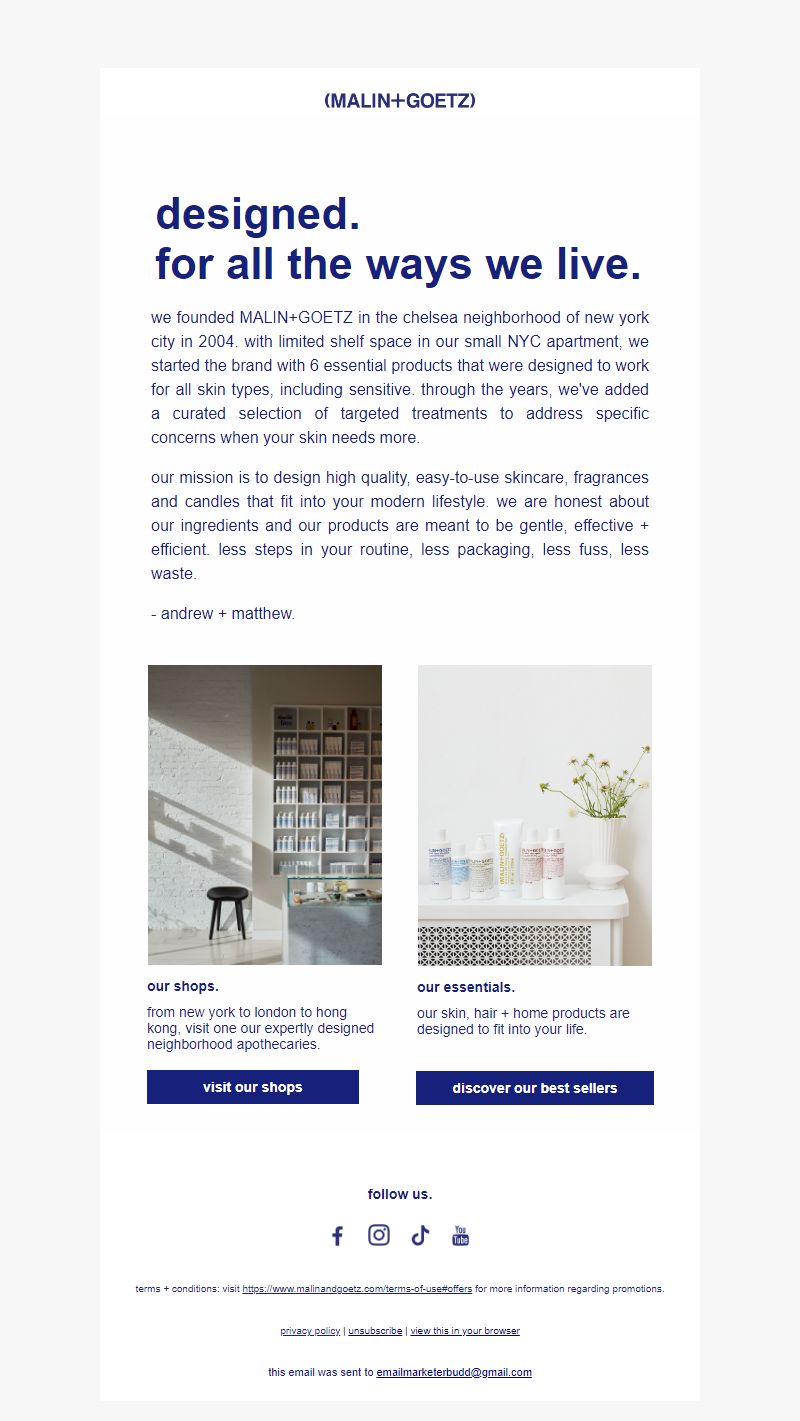 (MALIN+GOETZ)
designed.
for all the ways we live.
we founded MALIN+GOETZ in the chelsea neighborhood of new york
city in 2004. with limited shelf space in our small NYC apartment, we
started the brand with 6 essential products that were designed to work
for all skin types, including sensitive. through the years, we've added
a curated selection of targeted treatments to address specific
concerns when your skin needs more.
our mission is to design high quality, easy-to-use skincare, fragrances
and candles that fit into your modern lifestyle. we are honest about
our ingredients and our products are meant to be gentle, effective +
efficient. less steps in your routine, less packaging, less fuss, less
waste.
- andrew + matthew.
(MALIN+GOETZ)
our shops.
from new york to london to hong
kong, visit one our expertly designed
neighborhood apothecaries.
visit our shops
our essentials.
our skin, hair + home products are
designed to fit into your life.
discover our best sellers
follow us.
You
Tube
terms + conditions: visit https://www.malinandgoetz.com/terms-of-use#offers for more information regarding promotions.
privacy policy | unsubscribe | view this in your browser
this email was sent to emailmarketerbudd@gmail.com